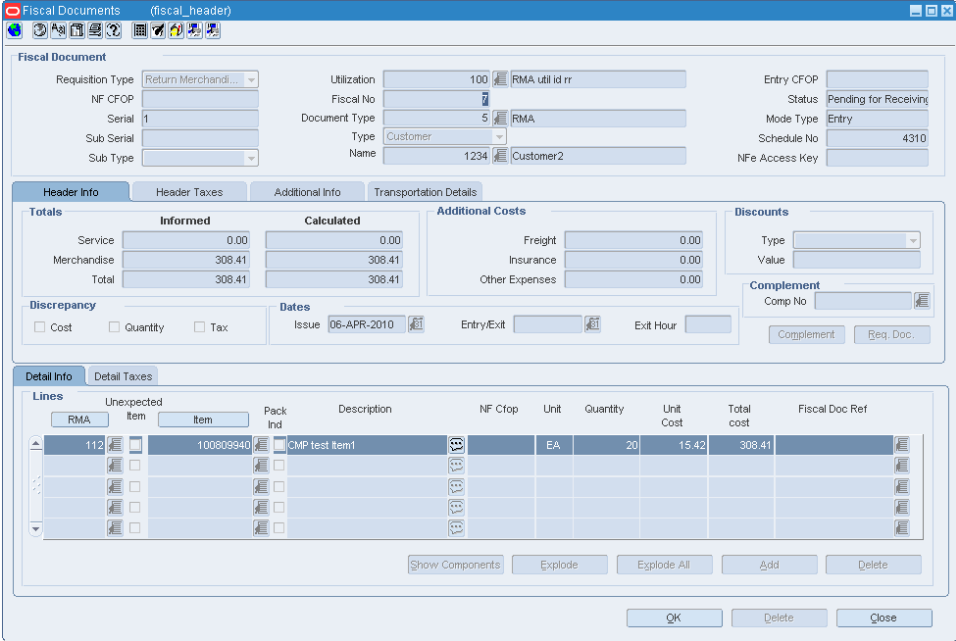 Fiscal Documents (fiscal_header)
Fiscal Document
Requisition Type Return Merchandi... Utilization 100 RMA util id rr Entry CFOP
NF CFOP Fiscal No 7 Status Pending for Receiving
Serial 1 Document Type 5 RMA Mode Type Entry
Sub Serial Type Customer Schedule No 4310
Sub Type Name 1234 Customer2 NFe Access Key
Header Info Header Taxes Additional Info Transportation Details
Totals Additional Costs Discounts
Informed Calculated
Service 0.00 0.00 Freight 0.00 Type
Merchandise 308.41 308.41 Insurance 0.00 Value
Total 308.41 308.41 Other Expenses 0.00
Complement
Comp No
Discrepancy Dates
Cost Quantity Tax Issue 06-APR-2010 Entry/Exit Exit Hour
Complement Req. Doc.
Detail Info Detail Taxes
Lines
RMA Unexpected Item Item Pack Ind Description NF Cfop Unit Quantity Unit Cost Total cost Fiscal Doc Ref
112 100809940 CMP test Item1 EA 20 15.42 308.41
Show Components Explode Explode All Add Delete
OK Delete Close